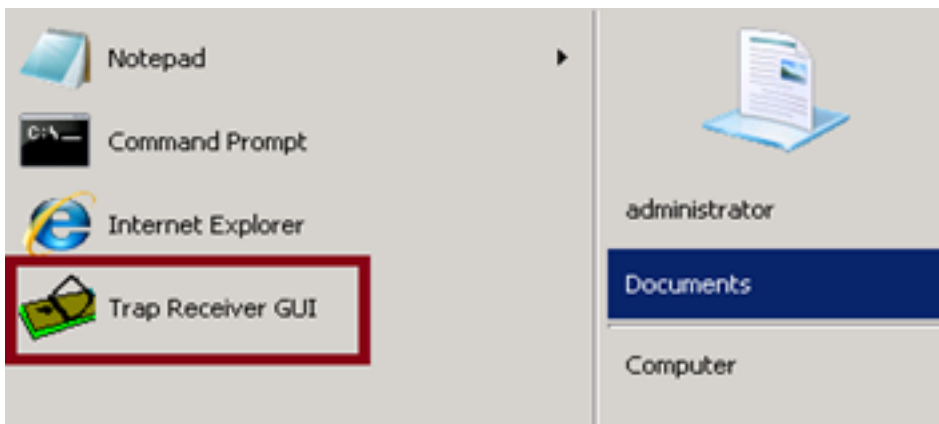 Notepad
Command Prompt
Internet Explorer
Trap Receiver GUI
administrator
Documents
Computer